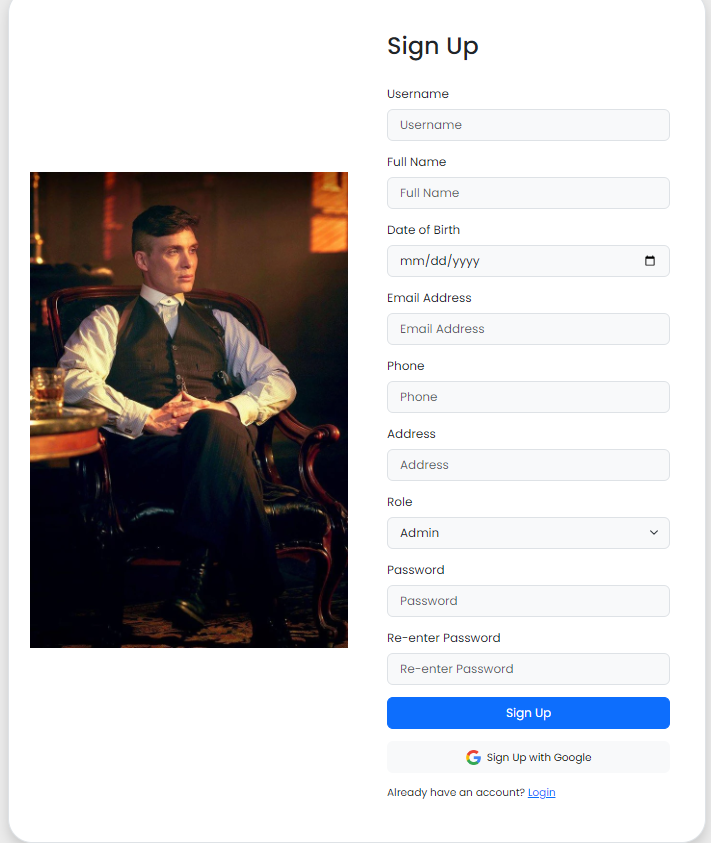 Sign Up
Username
Username
Full Name
Full Name
Date of Birth
mm/dd/yyyy
Email Address
Email Address
Phone
Phone
Address
Address
Role
Admin
Password
Password
Re-enter Password
Re-enter Password
Sign Up
Sign Up with Google
Already have an account? Login